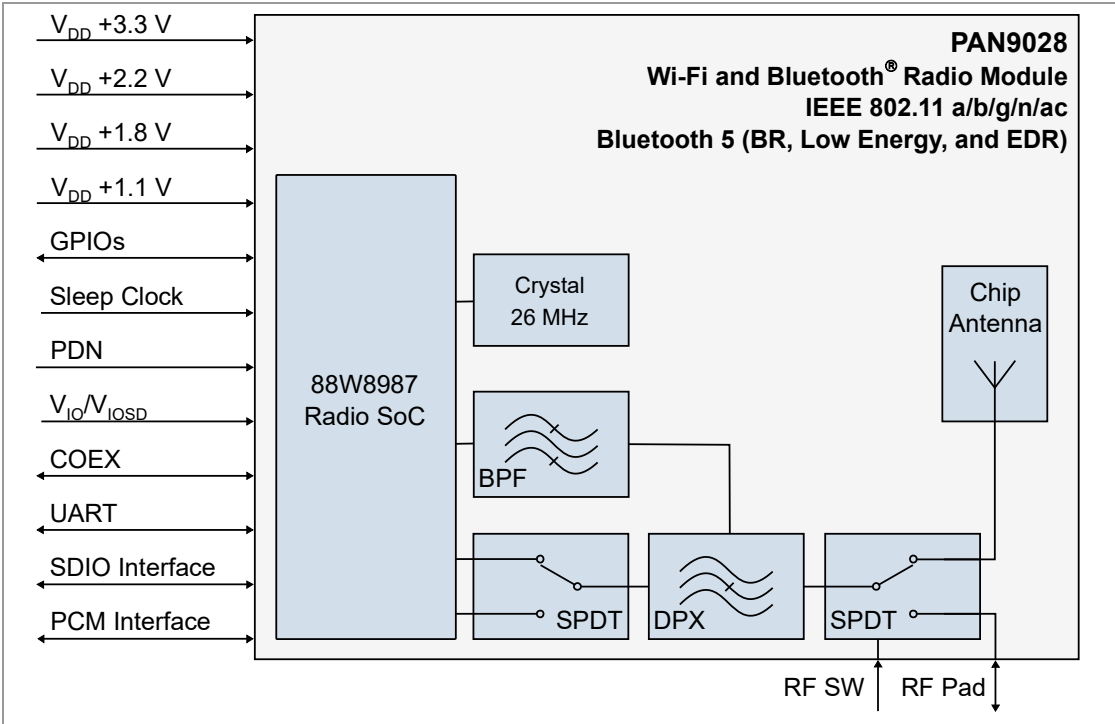 V_DD +3.3 V
V_DD +2.2 V
V_DD +1.8 V
V_DD +1.1 V
GPIOs
Sleep Clock
PDN
V_IO/V_IOSD
COEX
UART
SDIO Interface
PCM Interface
PAN9028
Wi-Fi and Bluetooth® Radio Module
IEEE 802.11 a/b/g/n/ac
Bluetooth 5 (BR, Low Energy, and EDR)
88W8987
Radio SoC
Crystal
26 MHz
BPF
SPDT
DPX
SPDT
Chip
Antenna
RF SW
RF Pad